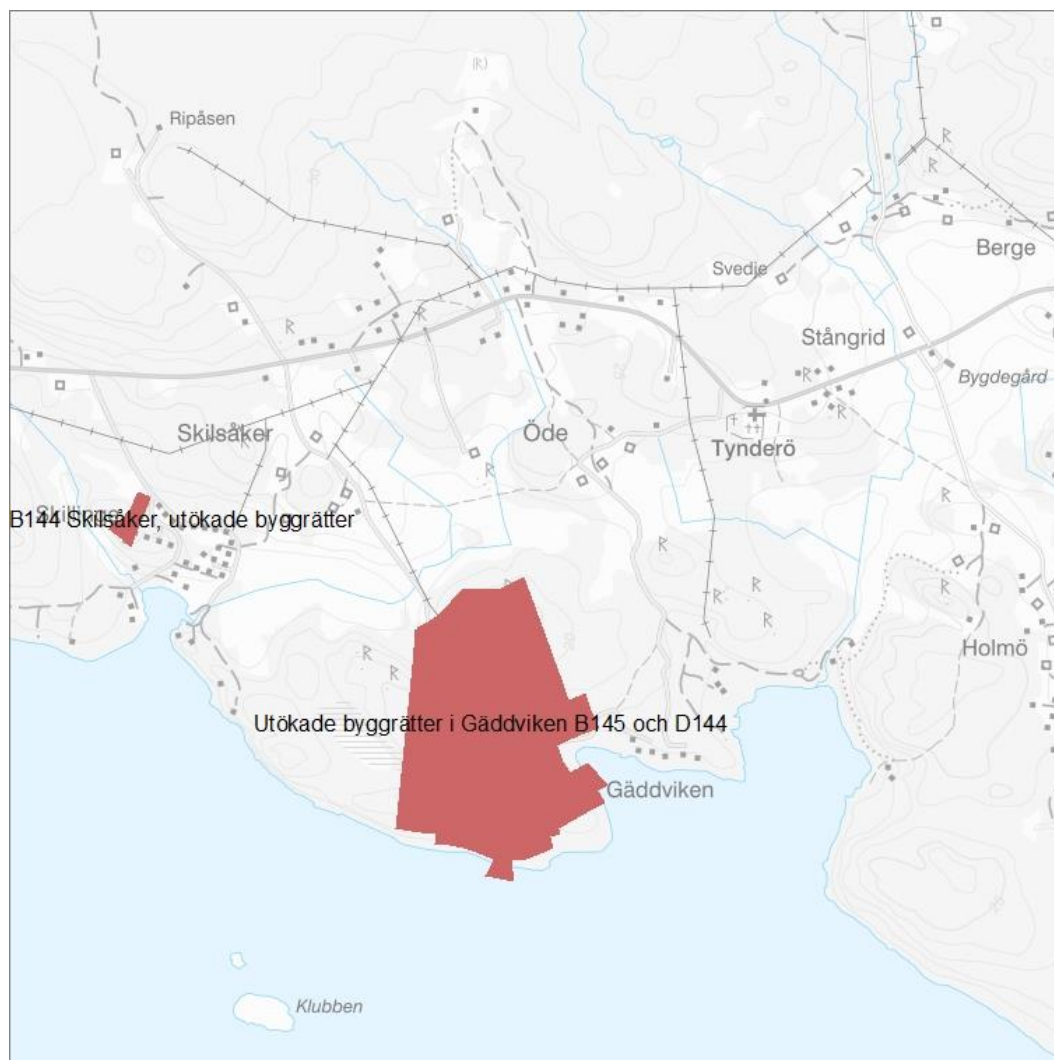 (R)
Ripåsen
R
R
Berge
Svedje
R
R
Stångrid
R
Bygdegård
R
Skilsåker
Öde
Tynderö
R
R
R
B144 Skilsåker, utökade byggrätter
R
R
R
R
R
R
R
Holmö
Utökade byggrätter i Gäddviken B145 och D144
Gäddviken
Klubben